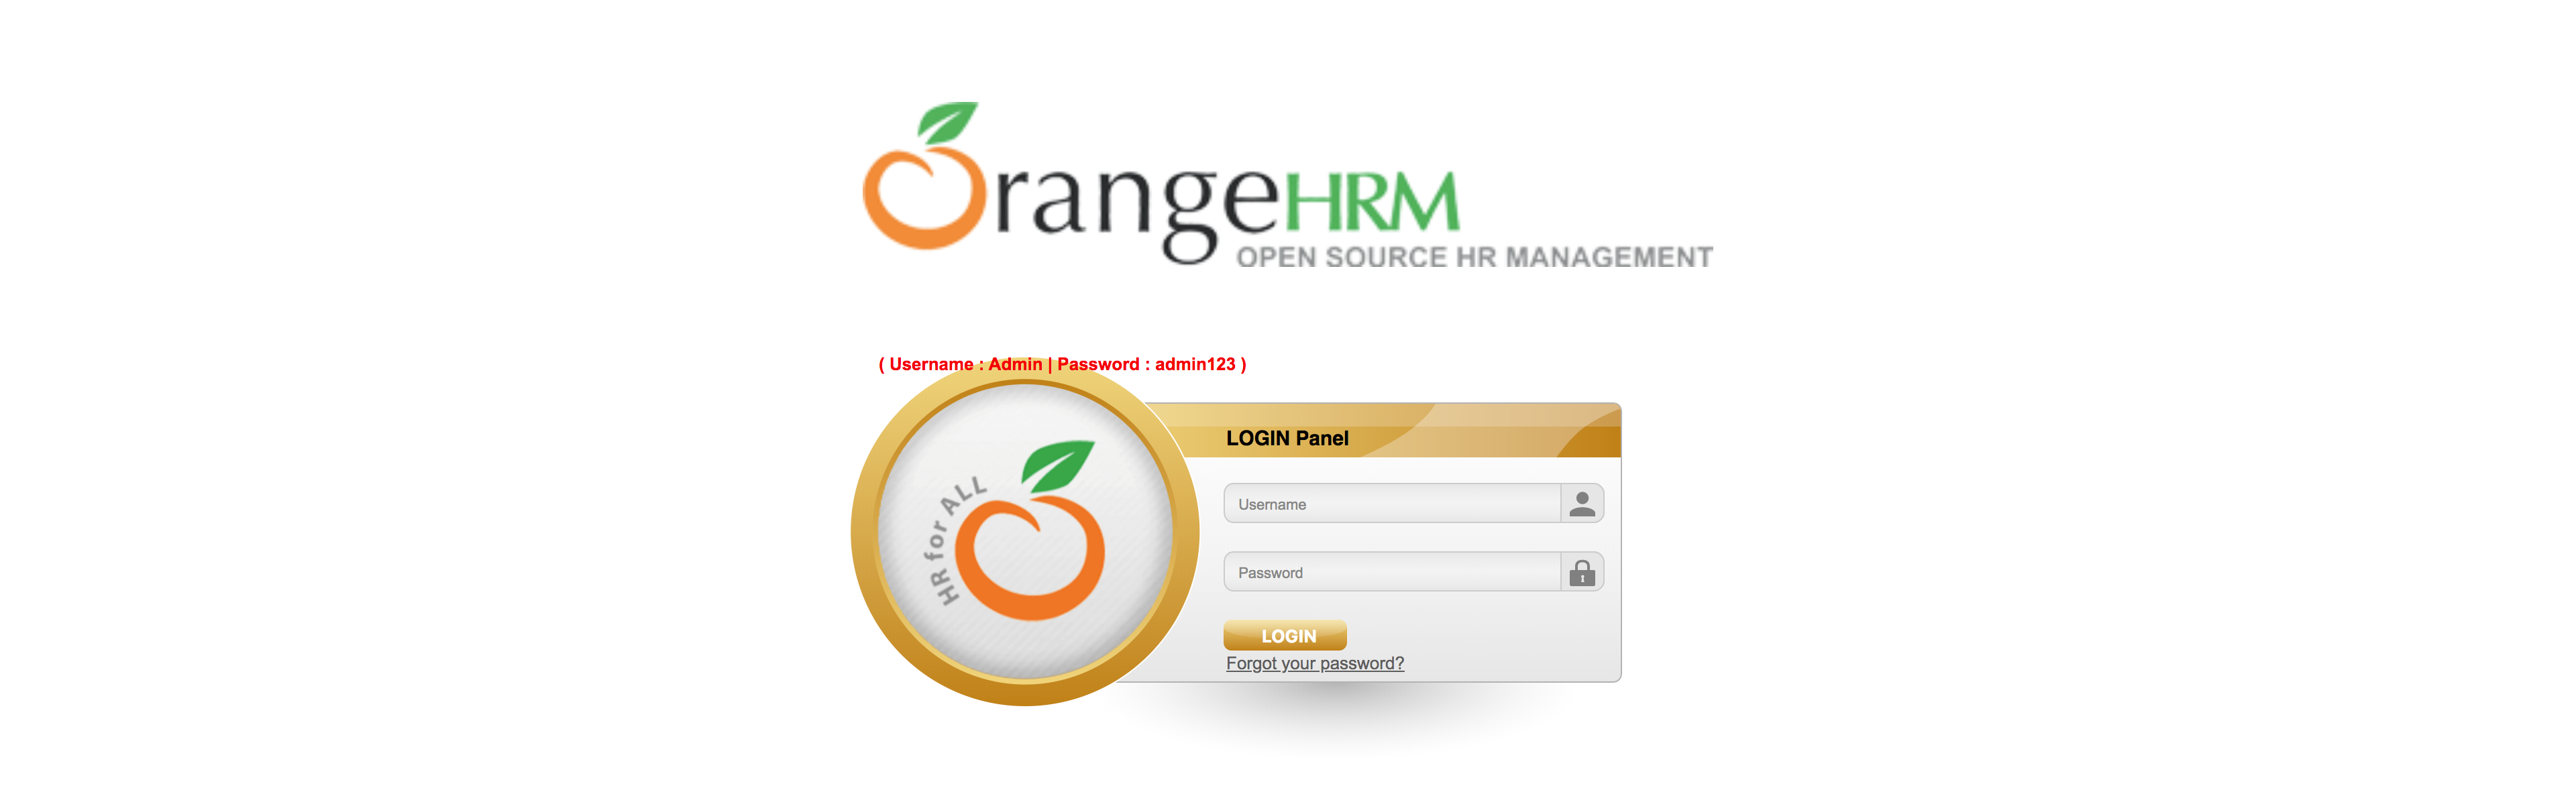 OrangeHRM
OPEN SOURCE HR MANAGEMENT
( Username : Admin | Password : admin123 )
HR for ALL
LOGIN Panel
Username
Password
LOGIN
Forgot your password?